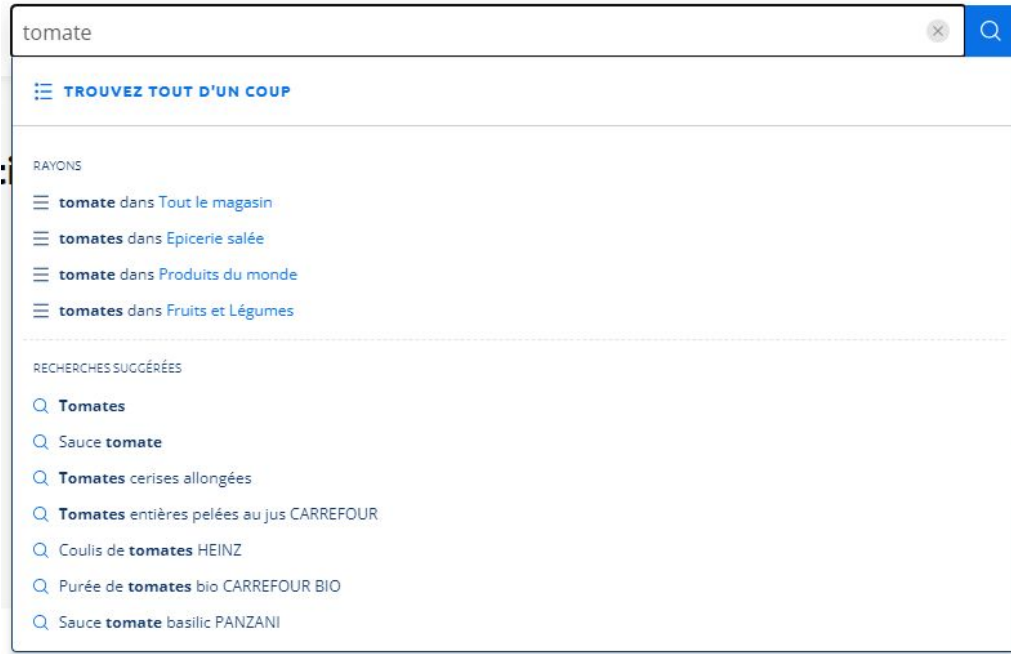 tomate
TROUVEZ TOUT D'UN COUP
RAYONS
tomate dans Tout le magasin
tomates dans Epicerie salée
tomate dans Produits du monde
tomates dans Fruits et Légumes
RECHERCHES SUGGÉRÉES
Tomates
Sauce tomate
Tomates cerises allongées
Tomates entières pelées au jus CARREFOUR
Coulis de tomates HEINZ
Purée de tomates bio CARREFOUR BIO
Sauce tomate basilic PANZANI